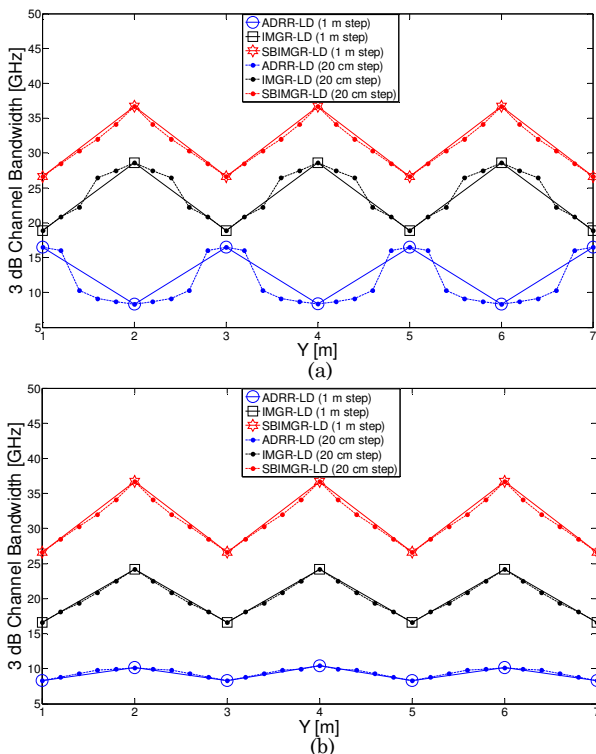 50
45
40
35
30
25
20
15
10
5
3 dB Channel Bandwidth [GHz]
ADRR-LD (1 m step)
IMGR-LD (1 m step)
SBIMGR-LD (1 m step)
ADRR-LD (20 cm step)
IMGR-LD (20 cm step)
SBIMGR-LD (20 cm step)
1 2 3 4 5 6 7
Y [m]
(a)
50
45
40
35
30
25
20
15
10
5
3 dB Channel Bandwidth [GHz]
ADRR-LD (1 m step)
IMGR-LD (1 m step)
SBIMGR-LD (1 m step)
ADRR-LD (20 cm step)
IMGR-LD (20 cm step)
SBIMGR-LD (20 cm step)
1 2 3 4 5 6 7
Y [m]
(b)